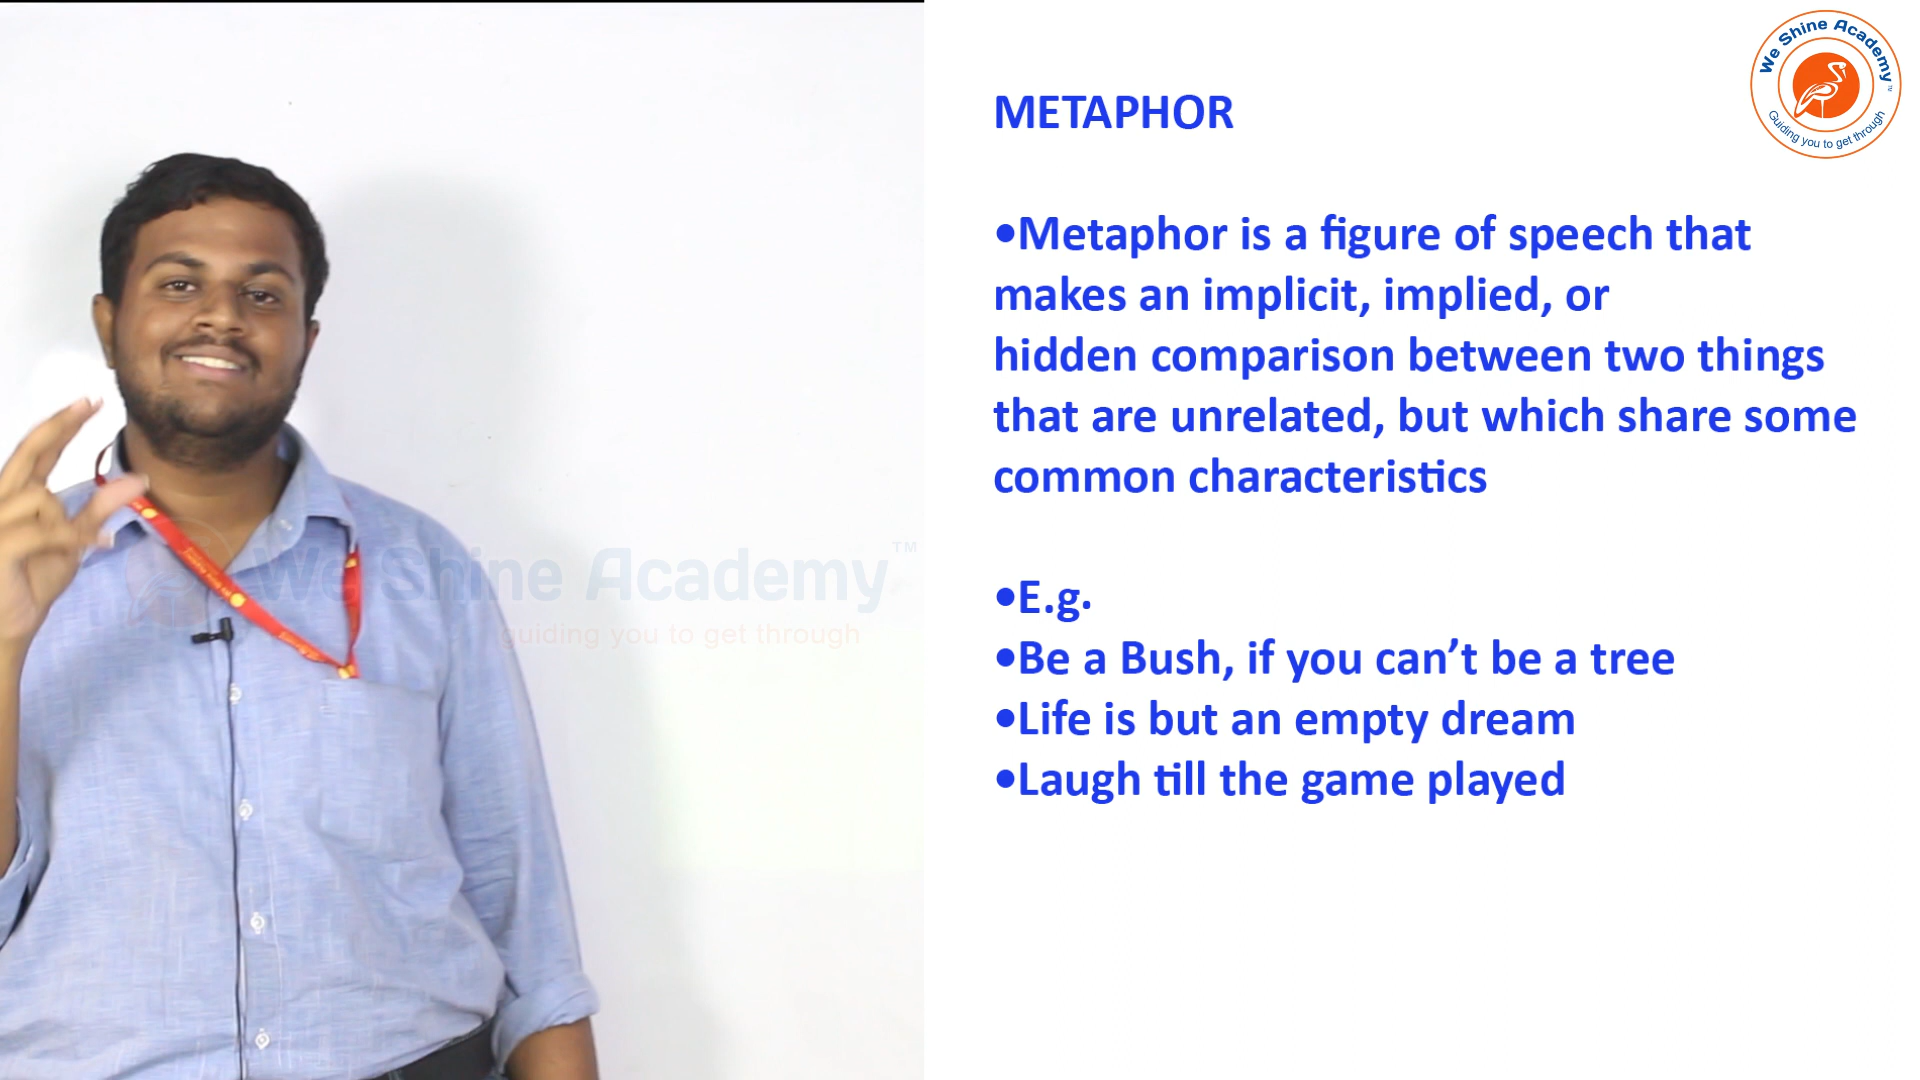 We Shine Academy
TM
Guiding you to get through
METAPHOR
•Metaphor is a figure of speech that
makes an implicit, implied, or
hidden comparison between two things
that are unrelated, but which share some
common characteristics
•E.g.
•Be a Bush, if you can’t be a tree
•Life is but an empty dream
•Laugh till the game played
We Shine Academy TM
guiding you to get through